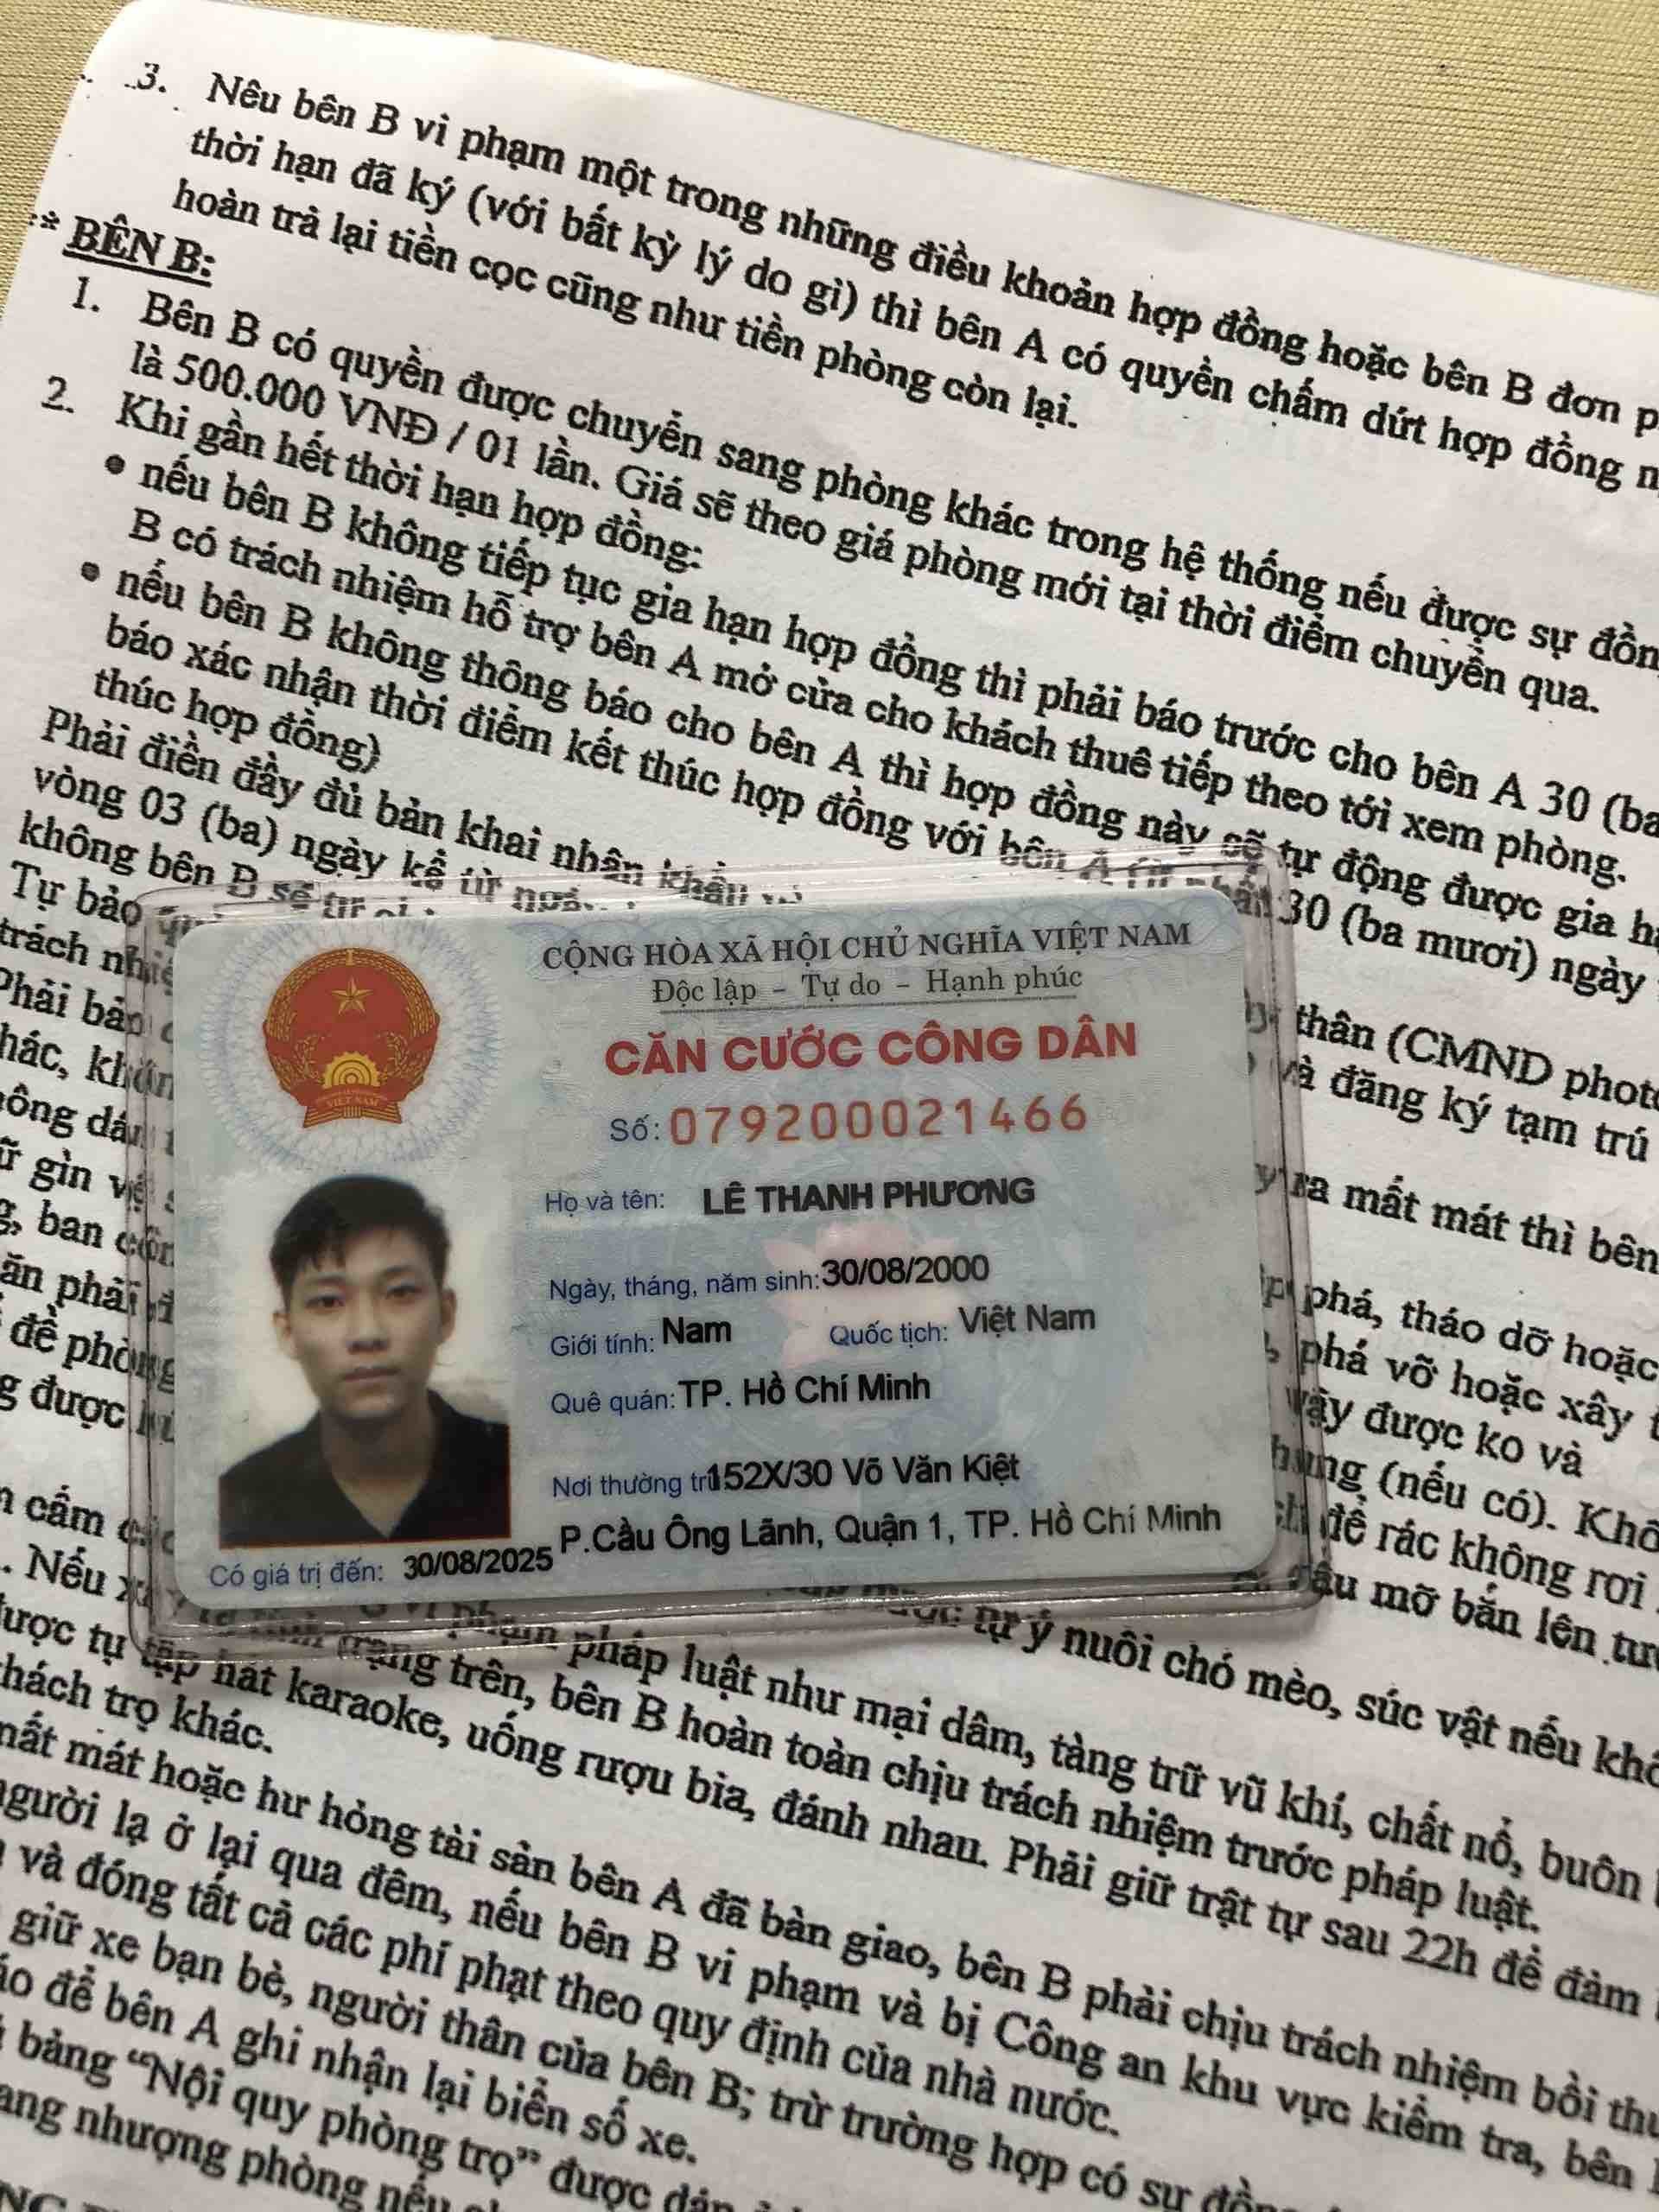 3. Nếu bên B vi phạm một trong những điều khoản hợp đồng hoặc bên B đơn
thời hạn đã ký (với bất kỳ lý do gì) thì bên A có quyền chấm dứt hợp đồng
hoàn trả lại tiền cọc cũng như tiền phòng còn lại.
BÊN B:
1. Bên B có quyền được chuyển sang phòng khác trong hệ thống nếu được sự
là 500.000 VNĐ / 01 lần. Giá sẽ theo giá phòng mới tại thời điểm chuyển qua.
2. Khi gần hết thời hạn hợp đồng:
• nếu bên B không tiếp tục gia hạn hợp đồng thì phải báo trước cho bên A 30
B có trách nhiệm hỗ trợ bên A mở cửa cho khách thuê tiếp theo tới xem phòng.
• nếu bên B không thông báo cho bên A thì hợp đồng này sẽ tự động được gia
báo xác nhận thời điểm kết thúc hợp đồng với bên A 30 (ba mươi) ngày
thúc hợp đồng)
Phải điền đầy đủ bản khai nhân khẩu thân (CMND
vòng 03 (ba) ngày kể từ và đăng ký tạm trú
không bên B sẽ
Tự bảo ra mất mát thì bên
trách
Phải phá, tháo dỡ hoặc
phá vỡ hoặc xây
vậy được ko và
(nếu có).
để rác không rơi
mỡ bắn lên
CỘNG HÒA XÃ HỘI CHỦ NGHĨA VIỆT NAM
Độc lập - Tự do - Hạnh phúc
CĂN CƯỚC CÔNG DÂN
VIỆT NAM
Số: 079200021466
Họ và tên: LÊ THANH PHƯƠNG
Ngày, tháng, năm sinh: 30/08/2000
Giới tính: Nam Quốc tịch: Việt Nam
Quê quán: TP. Hồ Chí Minh
Nơi thường trú 152X/30 Võ Văn Kiệt
P.Cầu Ông Lãnh, Quận 1, TP. Hồ Chí Minh
Có giá trị đến: 30/08/2025
cấm
tự ý nuôi chó mèo, súc vật nếu
Nếu vi phạm pháp luật như mại dâm, tàng trữ vũ khí, chất nổ, buôn
trạng trên, bên B hoàn toàn chịu trách nhiệm trước pháp luật.
tụ tập hát karaoke, uống rượu bia, đánh nhau. Phải giữ trật tự sau 22h để đảm
trọ khác.
mát hoặc hư hỏng tài sản bên A đã bàn giao, bên B phải chịu trách nhiệm bồi
người lạ ở lại qua đêm, nếu bên B vi phạm và bị Công an khu vực kiểm tra, bên
và đóng tất cả các phí phạt theo quy định của nhà nước.
giữ xe bạn bè, người thân của bên B; trừ trường hợp có sự
để bên A ghi nhận lại biển số xe.
bảng “Nội quy phòng trọ” được
nhượng phòng nếu